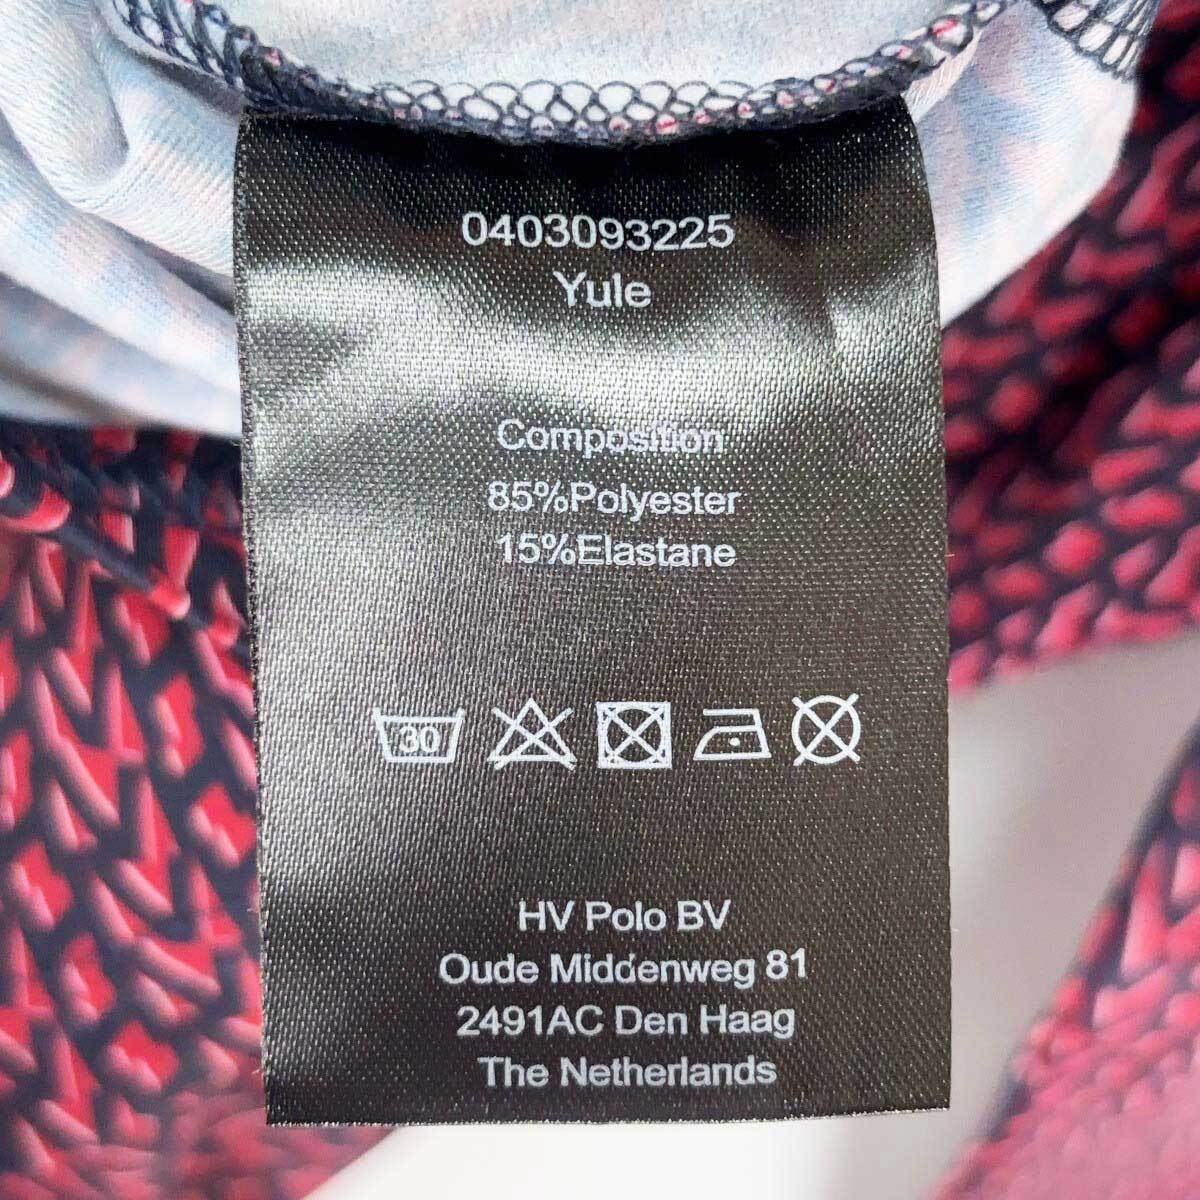 0403093225
Yule
Composition
85%Polyester
15%Elastane
30
HV Polo BV
Oude Middenweg 81
2491AC Den Haag
The Netherlands